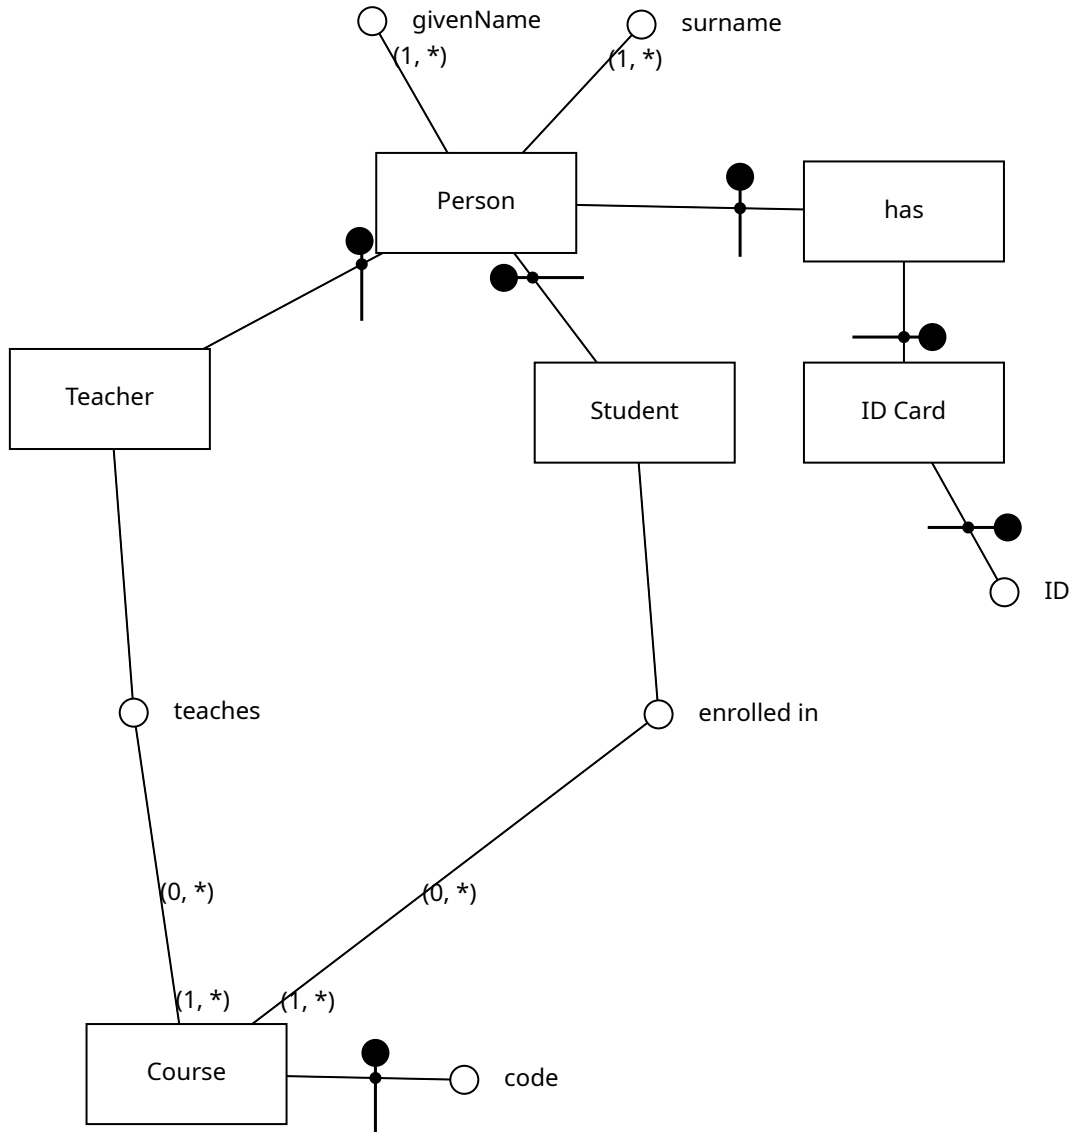 givenName
surname
(1, *)
(1, *)
Person
has
Teacher
Student
ID Card
ID
teaches
enrolled in
(0, *)
(0, *)
(1, *)
(1, *)
Course
code